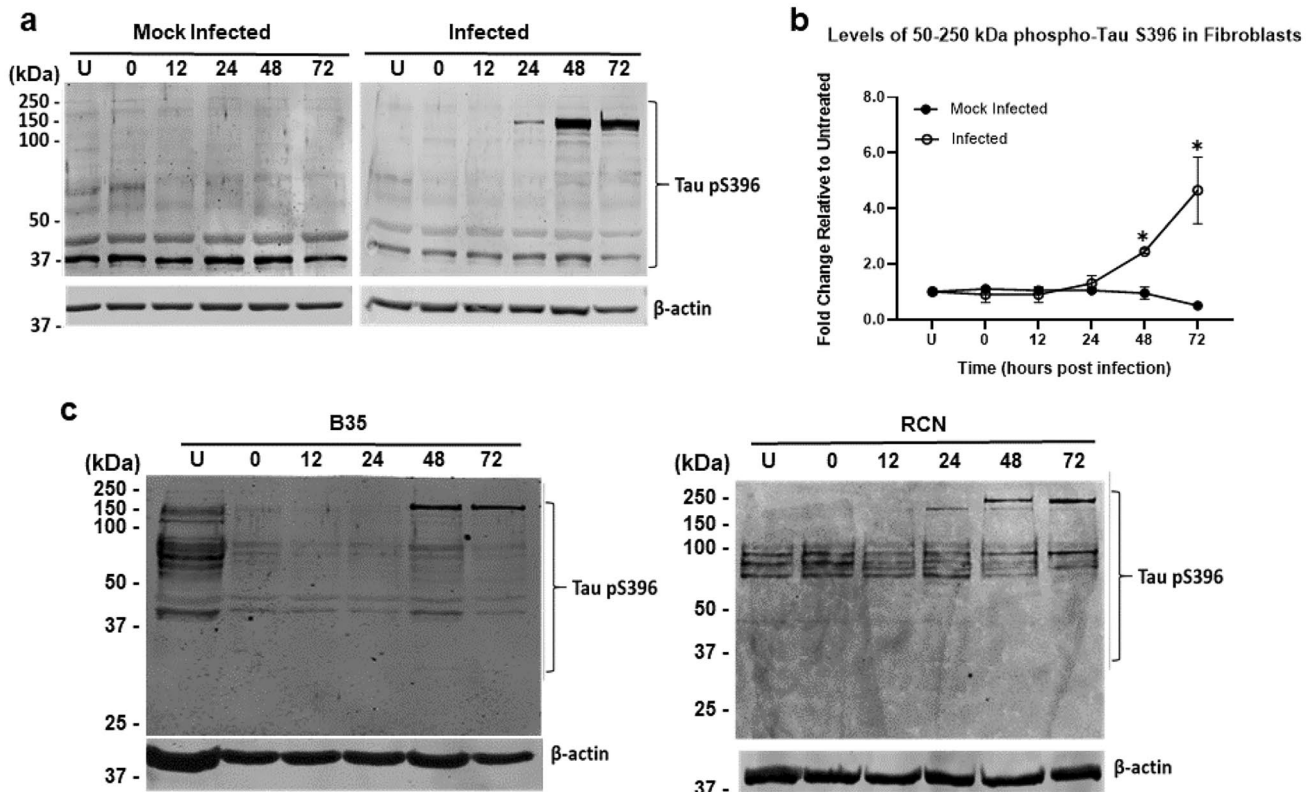 a
Mock Infected Infected
(kDa) U 0 12 24 48 72 U 0 12 24 48 72
250 -
150 -
100 -
50 -
37 -
Tau pS396
β-actin
37 -
b
Levels of 50-250 kDa phospho-Tau S396 in Fibroblasts
Fold Change Relative to Untreated
8.0
6.0
4.0
2.0
0.0
Mock Infected
Infected
*
*
U 0 12 24 48 72
Time (hours post infection)
c
B35
(kDa) U 0 12 24 48 72
250 -
150 -
100 -
50 -
37 -
25 -
Tau pS396
β-actin
37 -
RCN
(kDa) U 0 12 24 48 72
250 -
150 -
100 -
50 -
37 -
25 -
Tau pS396
β-actin
37 -